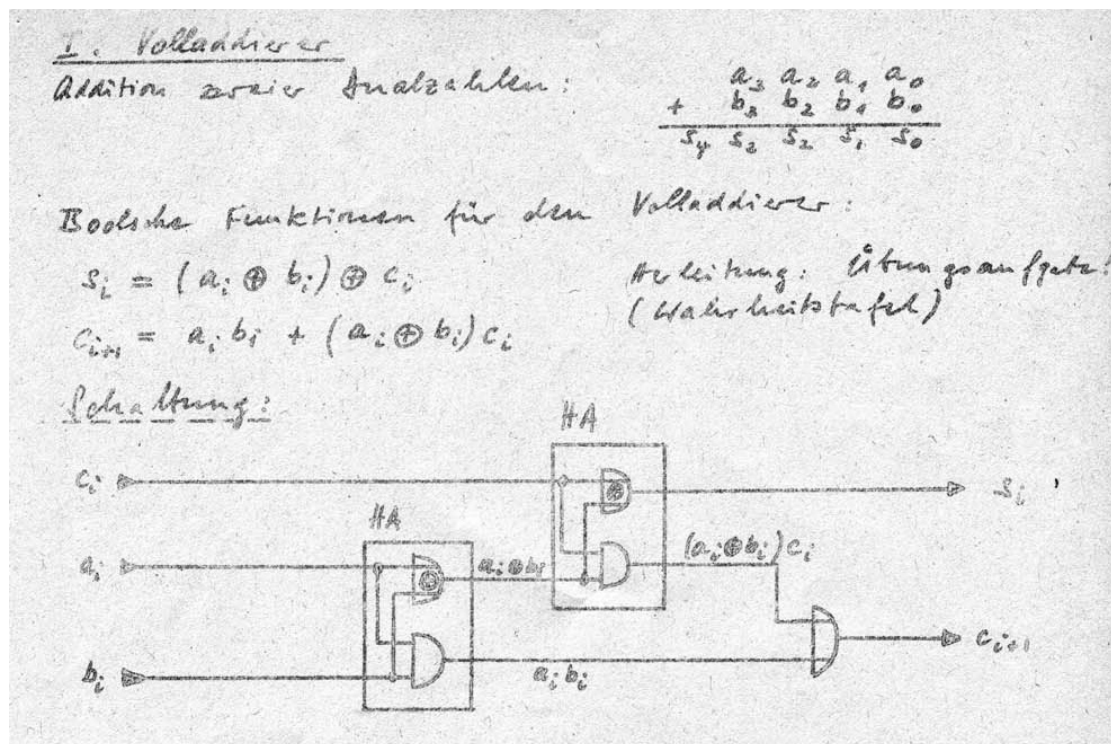 I. Volladdierer
Addition zweier Dualzahlen:
a₃ a₂ a₁ a₀
+ b₃ b₂ b₁ b₀
s₄ s₃ s₂ s₁ s₀
Boolsche Funktionen für den Volladdierer:
sᵢ = (aᵢ ⊕ bᵢ) ⊕ cᵢ
Herleitung: Übungsaufgabe!
(Wahrheitstafel)
cᵢ₊₁ = aᵢ bᵢ + (aᵢ ⊕ bᵢ) cᵢ
Schaltung:
HA
cᵢ
sᵢ
HA
aᵢ
aᵢ⊕bᵢ
(aᵢ⊕bᵢ)cᵢ
cᵢ₊₁
bᵢ
aᵢ bᵢ